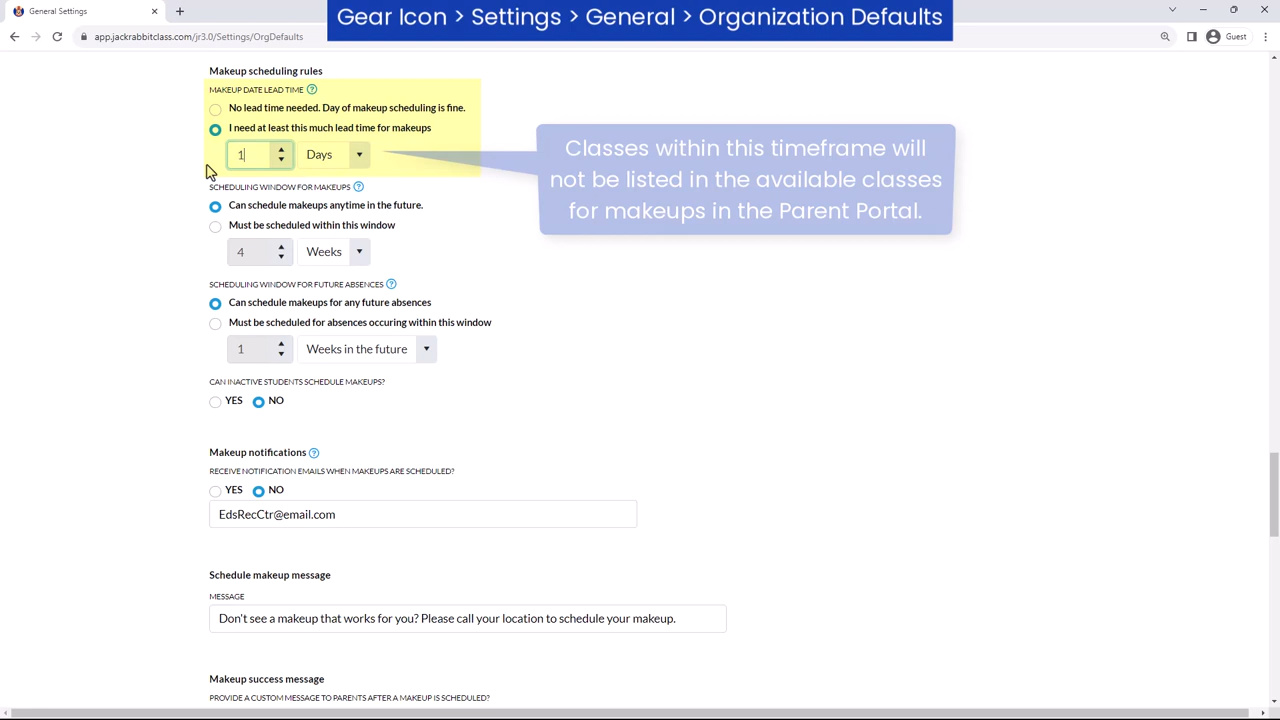 Gear Icon > Settings > General > Organization Defaults
General Settings
app.jackrabbitclass.com/jr3.0/Settings/OrgDefaults
Guest
Makeup scheduling rules
MAKEUP DATE LEAD TIME
No lead time needed. Day of makeup scheduling is fine.
I need at least this much lead time for makeups
1 Days
Classes within this timeframe will
not be listed in the available classes
for makeups in the Parent Portal.
SCHEDULING WINDOW FOR MAKEUPS
Can schedule makeups anytime in the future.
Must be scheduled within this window
4 Weeks
SCHEDULING WINDOW FOR FUTURE ABSENCES
Can schedule makeups for any future absences
Must be scheduled for absences occuring within this window
1 Weeks in the future
CAN INACTIVE STUDENTS SCHEDULE MAKEUPS?
YES NO
Makeup notifications
RECEIVE NOTIFICATION EMAILS WHEN MAKEUPS ARE SCHEDULED?
YES NO
EdsRecCtr@email.com
Schedule makeup message
MESSAGE
Don't see a makeup that works for you? Please call your location to schedule your makeup.
Makeup success message
PROVIDE A CUSTOM MESSAGE TO PARENTS AFTER A MAKEUP IS SCHEDULED?